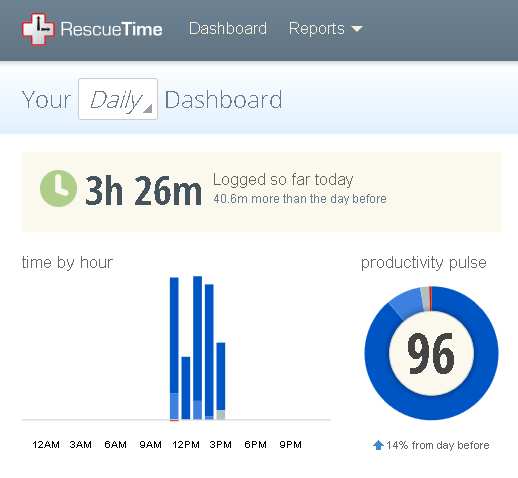 RescueTime Dashboard Reports
Your Daily Dashboard
3h 26m
Logged so far today
40.6m more than the day before
time by hour
productivity pulse
96
12AM 3AM 6AM 9AM 12PM 3PM 6PM 9PM
14% from day before